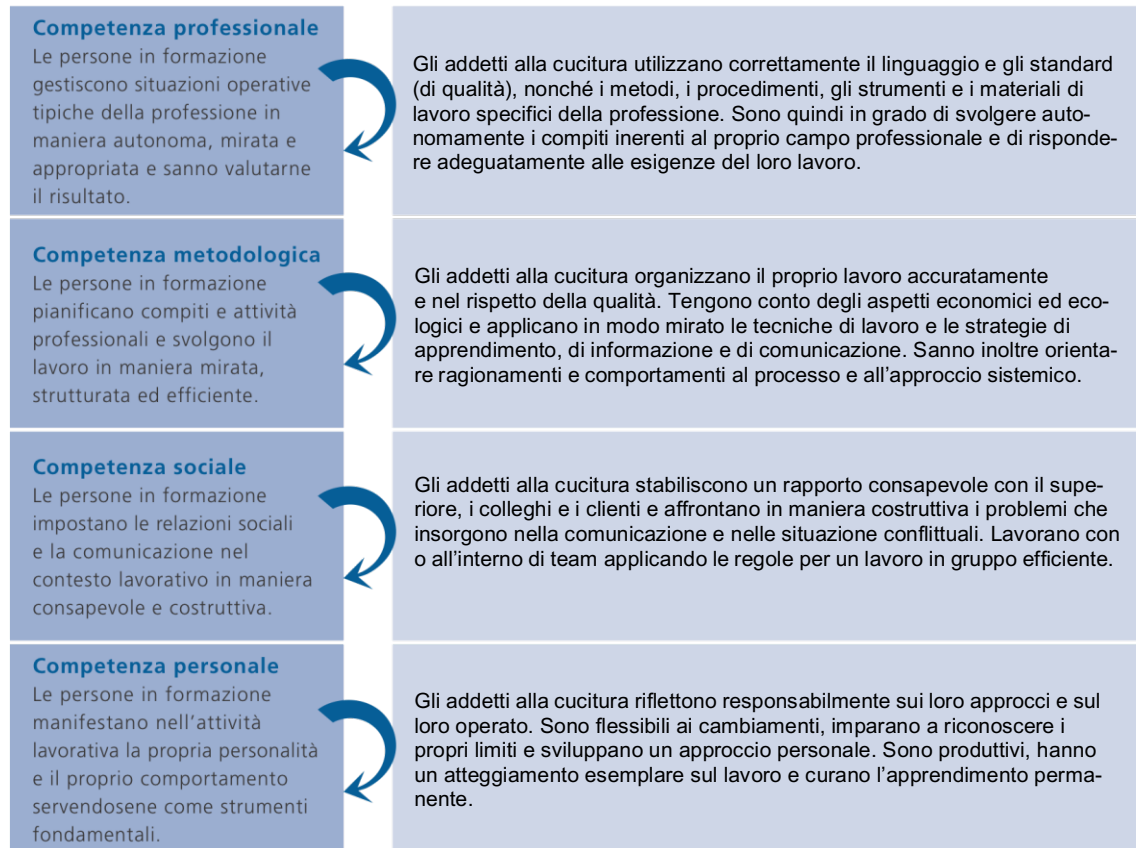 Competenza professionale
Le persone in formazione
gestiscono situazioni operative
tipiche della professione in
maniera autonoma, mirata e
appropriata e sanno valutarne
il risultato.
Gli addetti alla cucitura utilizzano correttamente il linguaggio e gli standard
(di qualità), nonché i metodi, i procedimenti, gli strumenti e i materiali di
lavoro specifici della professione. Sono quindi in grado di svolgere auto-
nomamente i compiti inerenti al proprio campo professionale e di risponde-
re adeguatamente alle esigenze del loro lavoro.
Competenza metodologica
Le persone in formazione
pianificano compiti e attività
professionali e svolgono il
lavoro in maniera mirata,
strutturata ed efficiente.
Gli addetti alla cucitura organizzano il proprio lavoro accuratamente
e nel rispetto della qualità. Tengono conto degli aspetti economici ed eco-
logici e applicano in modo mirato le tecniche di lavoro e le strategie di
apprendimento, di informazione e di comunicazione. Sanno inoltre orienta-
re ragionamenti e comportamenti al processo e all'approccio sistemico.
Competenza sociale
Le persone in formazione
impostano le relazioni sociali
e la comunicazione nel
contesto lavorativo in maniera
consapevole e costruttiva.
Gli addetti alla cucitura stabiliscono un rapporto consapevole con il supe-
riore, i colleghi e i clienti e affrontano in maniera costruttiva i problemi che
insorgono nella comunicazione e nelle situazione conflittuali. Lavorano con
o all'interno di team applicando le regole per un lavoro in gruppo efficiente.
Competenza personale
Le persone in formazione
manifestano nell'attività
lavorativa la propria personalità
e il proprio comportamento
servendosene come strumenti
fondamentali.
Gli addetti alla cucitura riflettono responsabilmente sui loro approcci e sul
loro operato. Sono flessibili ai cambiamenti, imparano a riconoscere i
propri limiti e sviluppano un approccio personale. Sono produttivi, hanno
un atteggiamento esemplare sul lavoro e curano l'apprendimento perma-
nente.